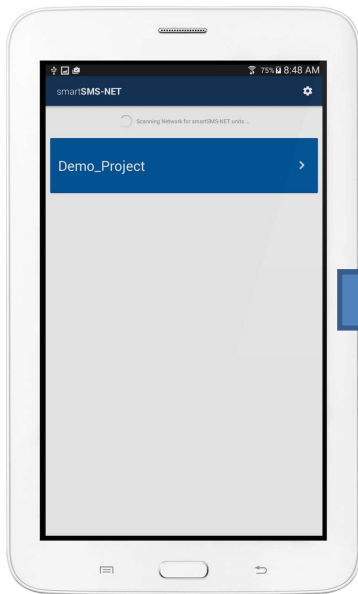 75% 8:48 AM
smartSMS-NET
Scanning Network for smartSMS-NET units ...
Demo_Project